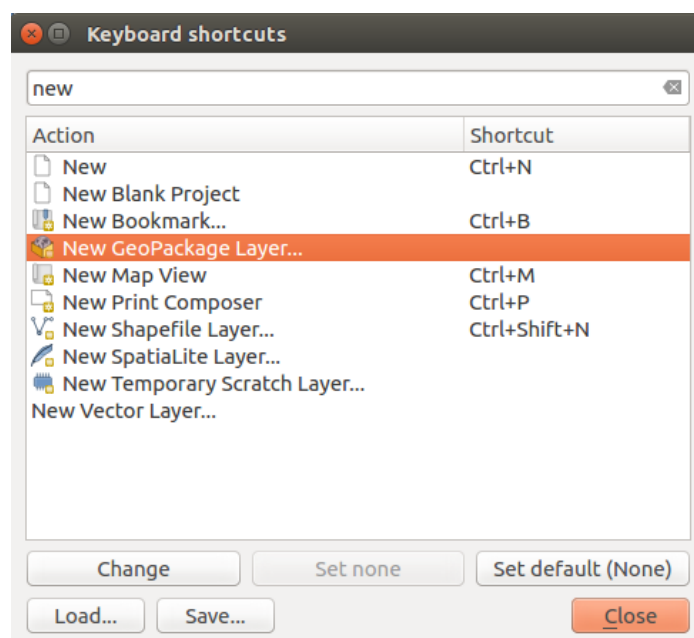 Keyboard shortcuts
new
Action Shortcut
New Ctrl+N
New Blank Project
New Bookmark... Ctrl+B
New GeoPackage Layer...
New Map View Ctrl+M
New Print Composer Ctrl+P
New Shapefile Layer... Ctrl+Shift+N
New SpatiaLite Layer...
New Temporary Scratch Layer...
New Vector Layer...
Change Set none Set default (None)
Load... Save... Close